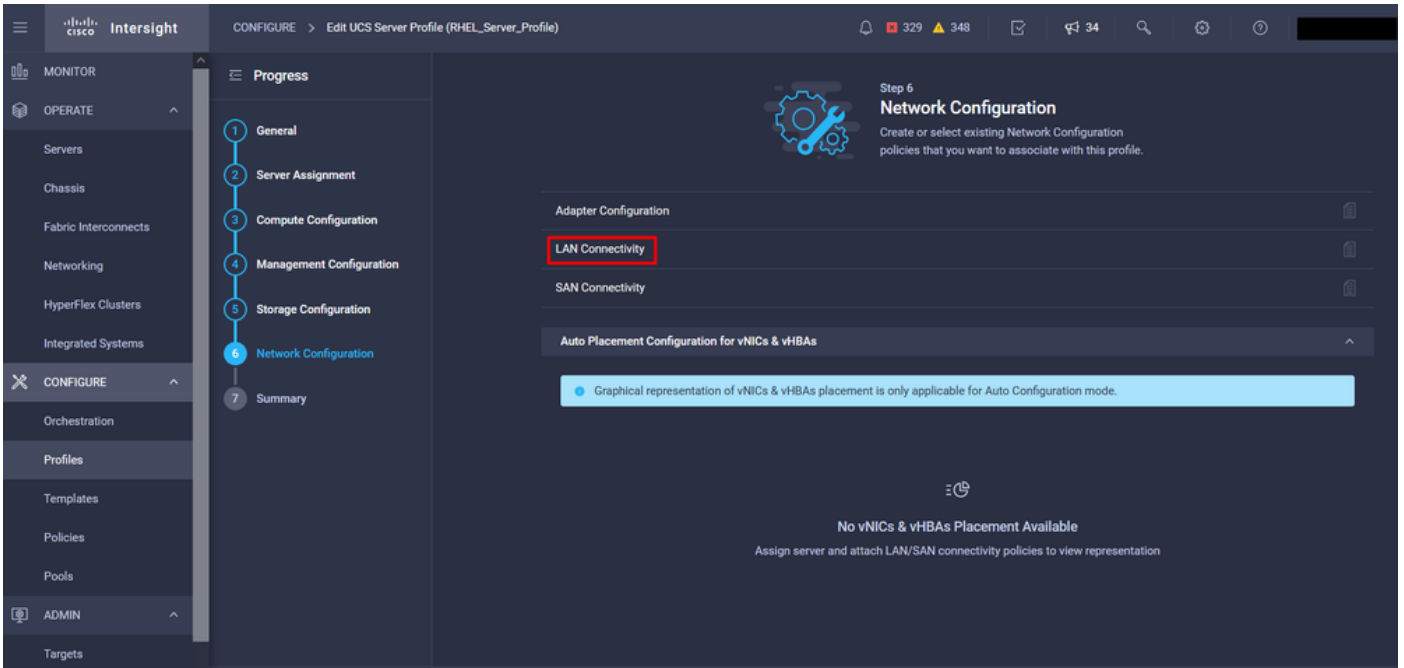 cisco Intersight
CONFIGURE > Edit UCS Server Profile (RHEL_Server_Profile)
329 348 34
MONITOR
OPERATE
Servers
Chassis
Fabric Interconnects
Networking
HyperFlex Clusters
Integrated Systems
CONFIGURE
Orchestration
Profiles
Templates
Policies
Pools
ADMIN
Targets
Progress
1 General
2 Server Assignment
3 Compute Configuration
4 Management Configuration
5 Storage Configuration
6 Network Configuration
7 Summary
Step 6
Network Configuration
Create or select existing Network Configuration
policies that you want to associate with this profile.
Adapter Configuration
LAN Connectivity
SAN Connectivity
Auto Placement Configuration for vNICs & vHBAs
Graphical representation of vNICs & vHBAs placement is only applicable for Auto Configuration mode.
No vNICs & vHBAs Placement Available
Assign server and attach LAN/SAN connectivity policies to view representation